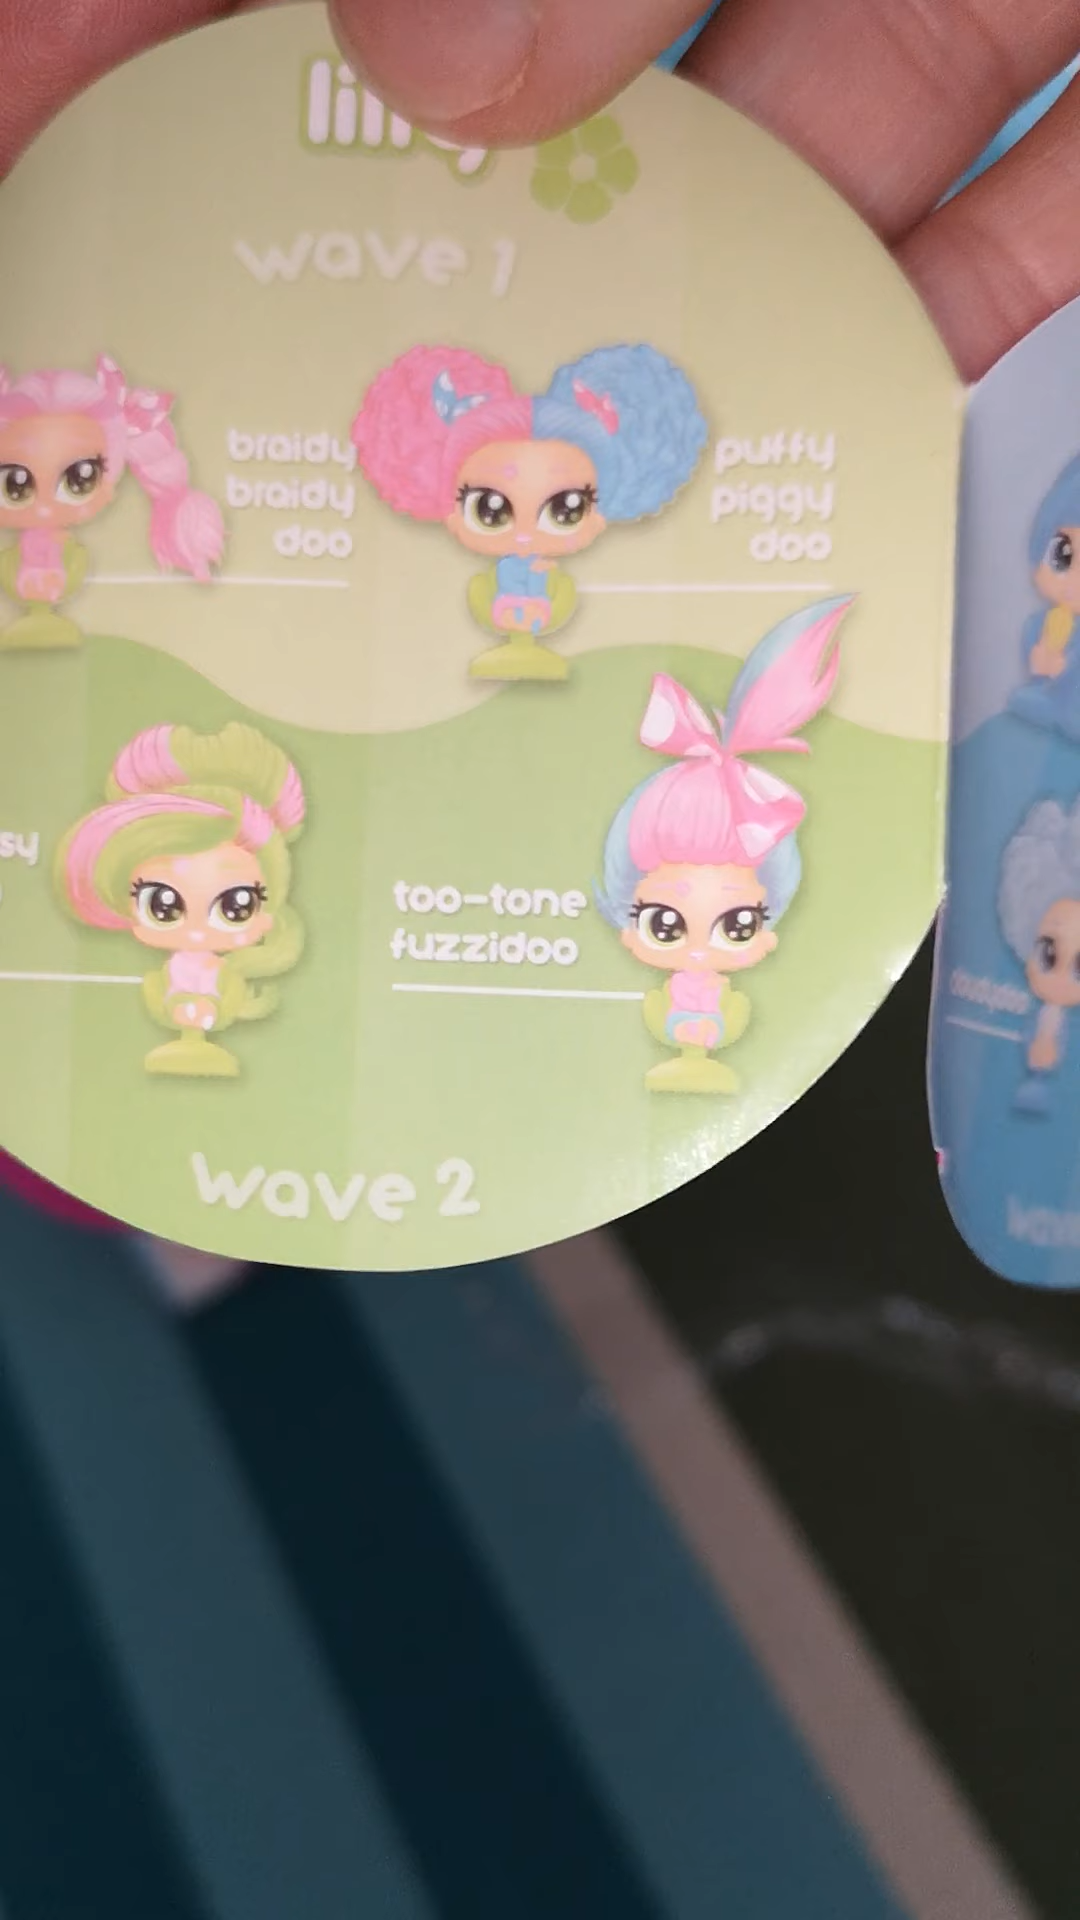 wave 1
braidy
braidy
doo
puffy
piggy
doo
too-tone
fuzzidoo
wave 2